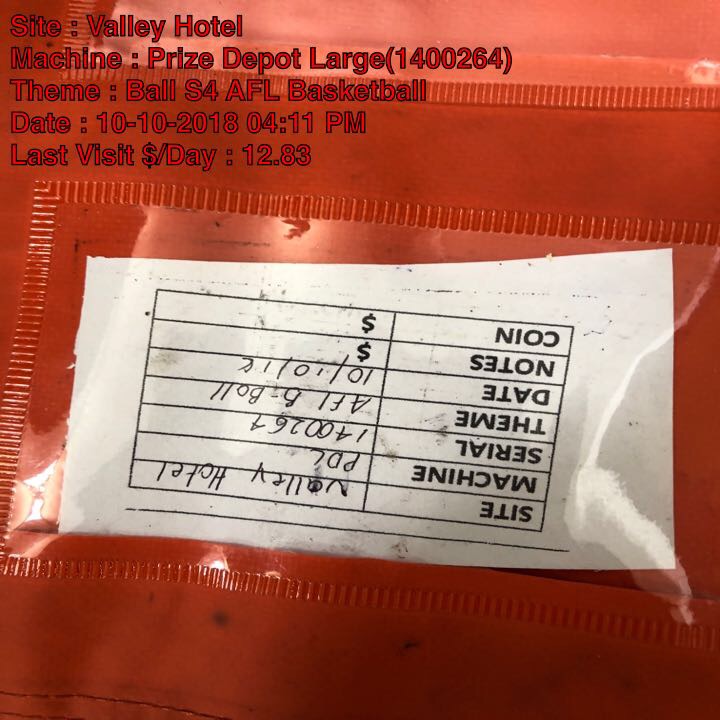 Site : Valley Hotel
Machine : Prize Depot Large(1400264)
Theme : Ball S4 AFL Basketball
Date : 10-10-2018 04:11 PM
Last Visit $/Day : 12.83
SITE Valley Hotel
MACHINE PDL
SERIAL 1400264
THEME Afl B-Ball
DATE 10/10/18
NOTES $
COIN $